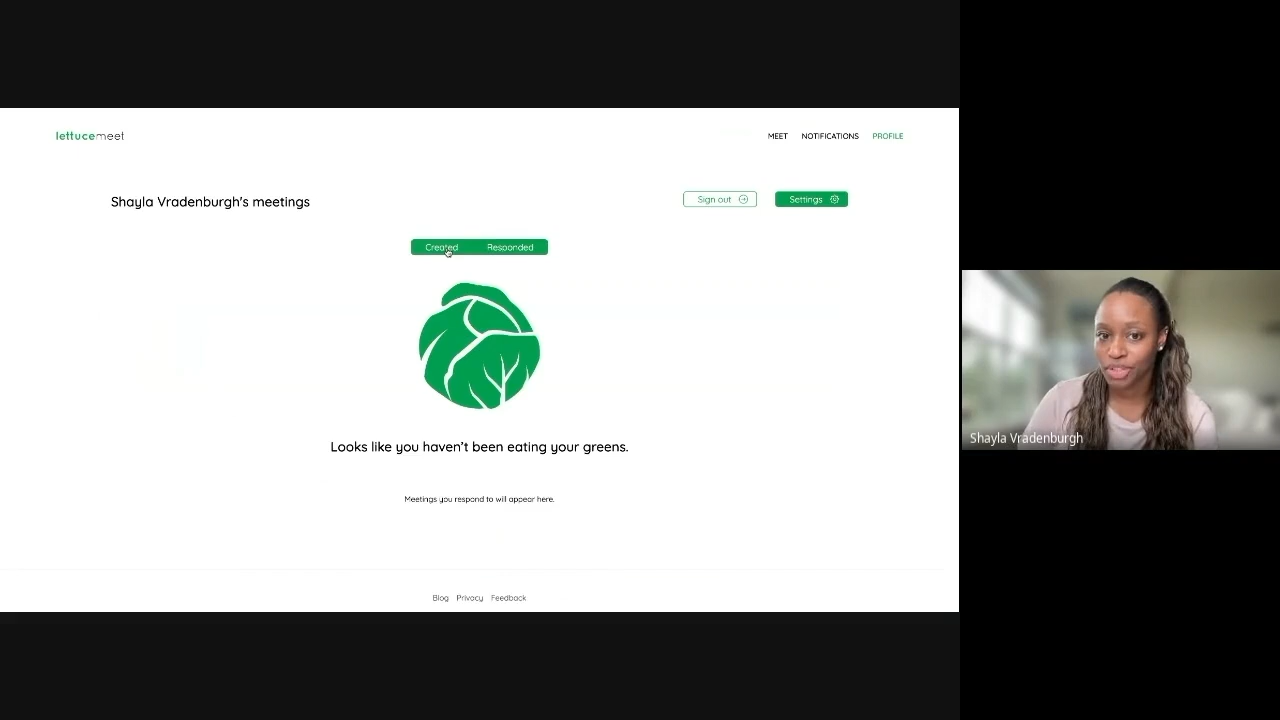 lettucemeet
MEET NOTIFICATIONS PROFILE
Shayla Vradenburgh's meetings
Sign out
Settings
Created Responded
Looks like you haven't been eating your greens.
Meetings you respond to will appear here.
Blog Privacy Feedback
Shayla Vradenburgh